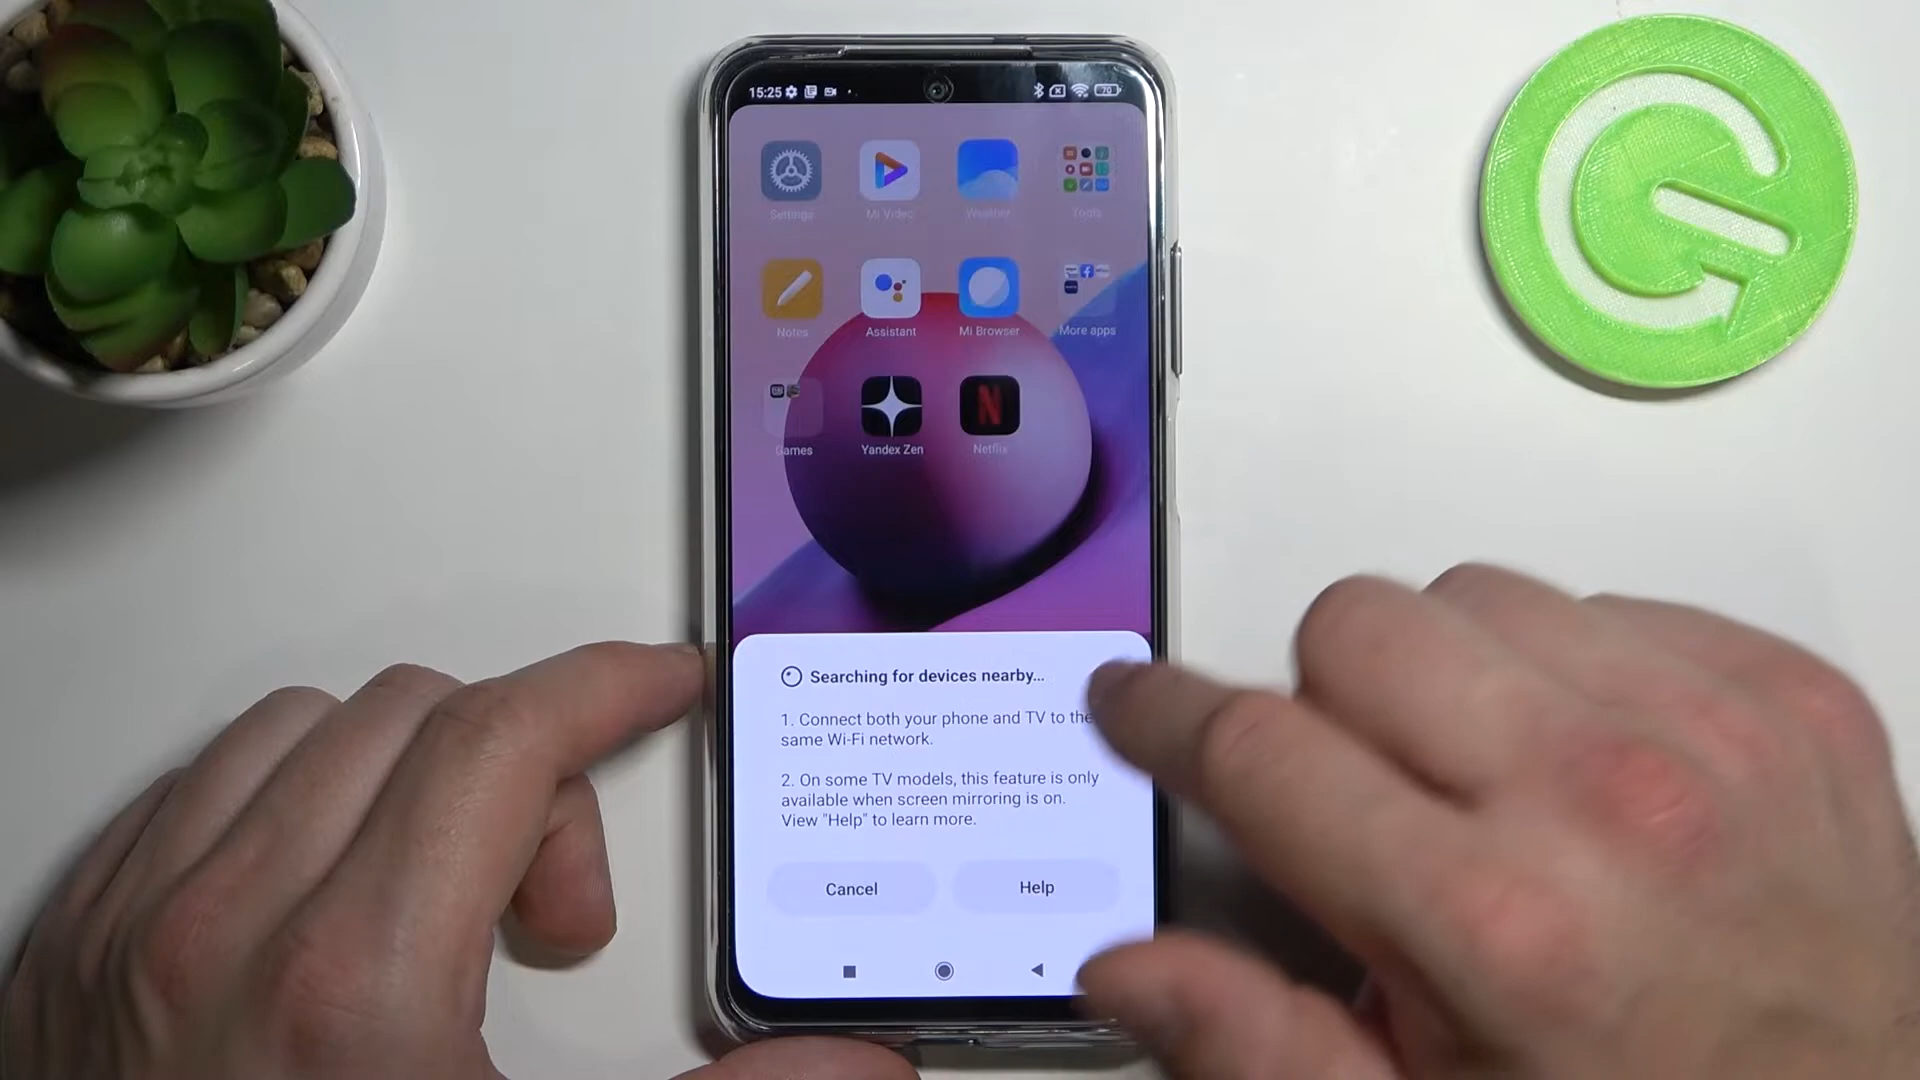 15:25
70
Settings
Mi Video
Weather
Tools
Notes
Assistant
Mi Browser
More apps
Games
Yandex Zen
N
Netflix
Searching for devices nearby...
1. Connect both your phone and TV to the
same Wi-Fi network.
2. On some TV models, this feature is only
available when screen mirroring is on.
View "Help" to learn more.
Cancel
Help